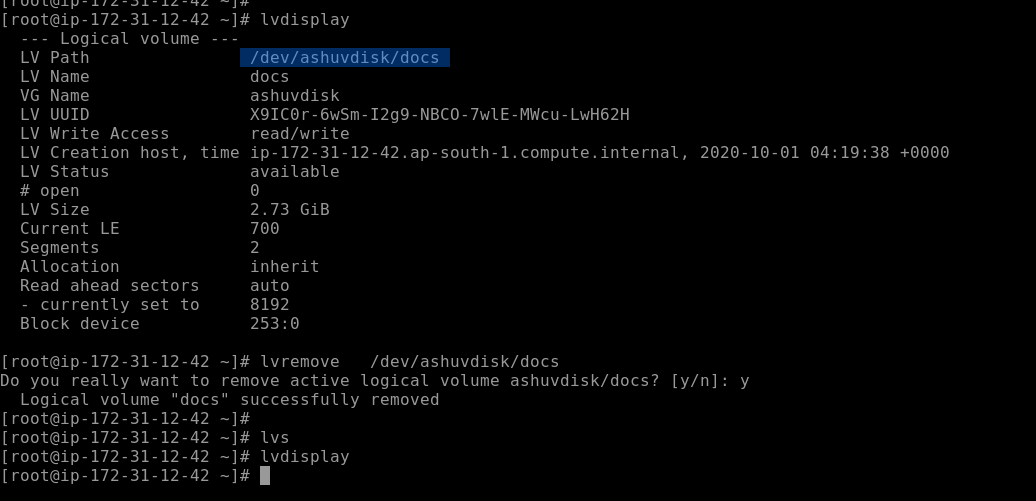 [root@ip-172-31-12-42 ~]#
[root@ip-172-31-12-42 ~]# lvdisplay
  --- Logical volume ---
  LV Path                /dev/ashuvdisk/docs
  LV Name                docs
  VG Name                ashuvdisk
  LV UUID                X9IC0r-6wSm-I2g9-NBCO-7wlE-MWcu-LwH62H
  LV Write Access        read/write
  LV Creation host, time ip-172-31-12-42.ap-south-1.compute.internal, 2020-10-01 04:19:38 +0000
  LV Status              available
  # open                 0
  LV Size                2.73 GiB
  Current LE             700
  Segments               2
  Allocation             inherit
  Read ahead sectors     auto
  - currently set to     8192
  Block device           253:0
[root@ip-172-31-12-42 ~]# lvremove   /dev/ashuvdisk/docs
Do you really want to remove active logical volume ashuvdisk/docs? [y/n]: y
  Logical volume "docs" successfully removed
[root@ip-172-31-12-42 ~]#
[root@ip-172-31-12-42 ~]# lvs
[root@ip-172-31-12-42 ~]# lvdisplay
[root@ip-172-31-12-42 ~]#